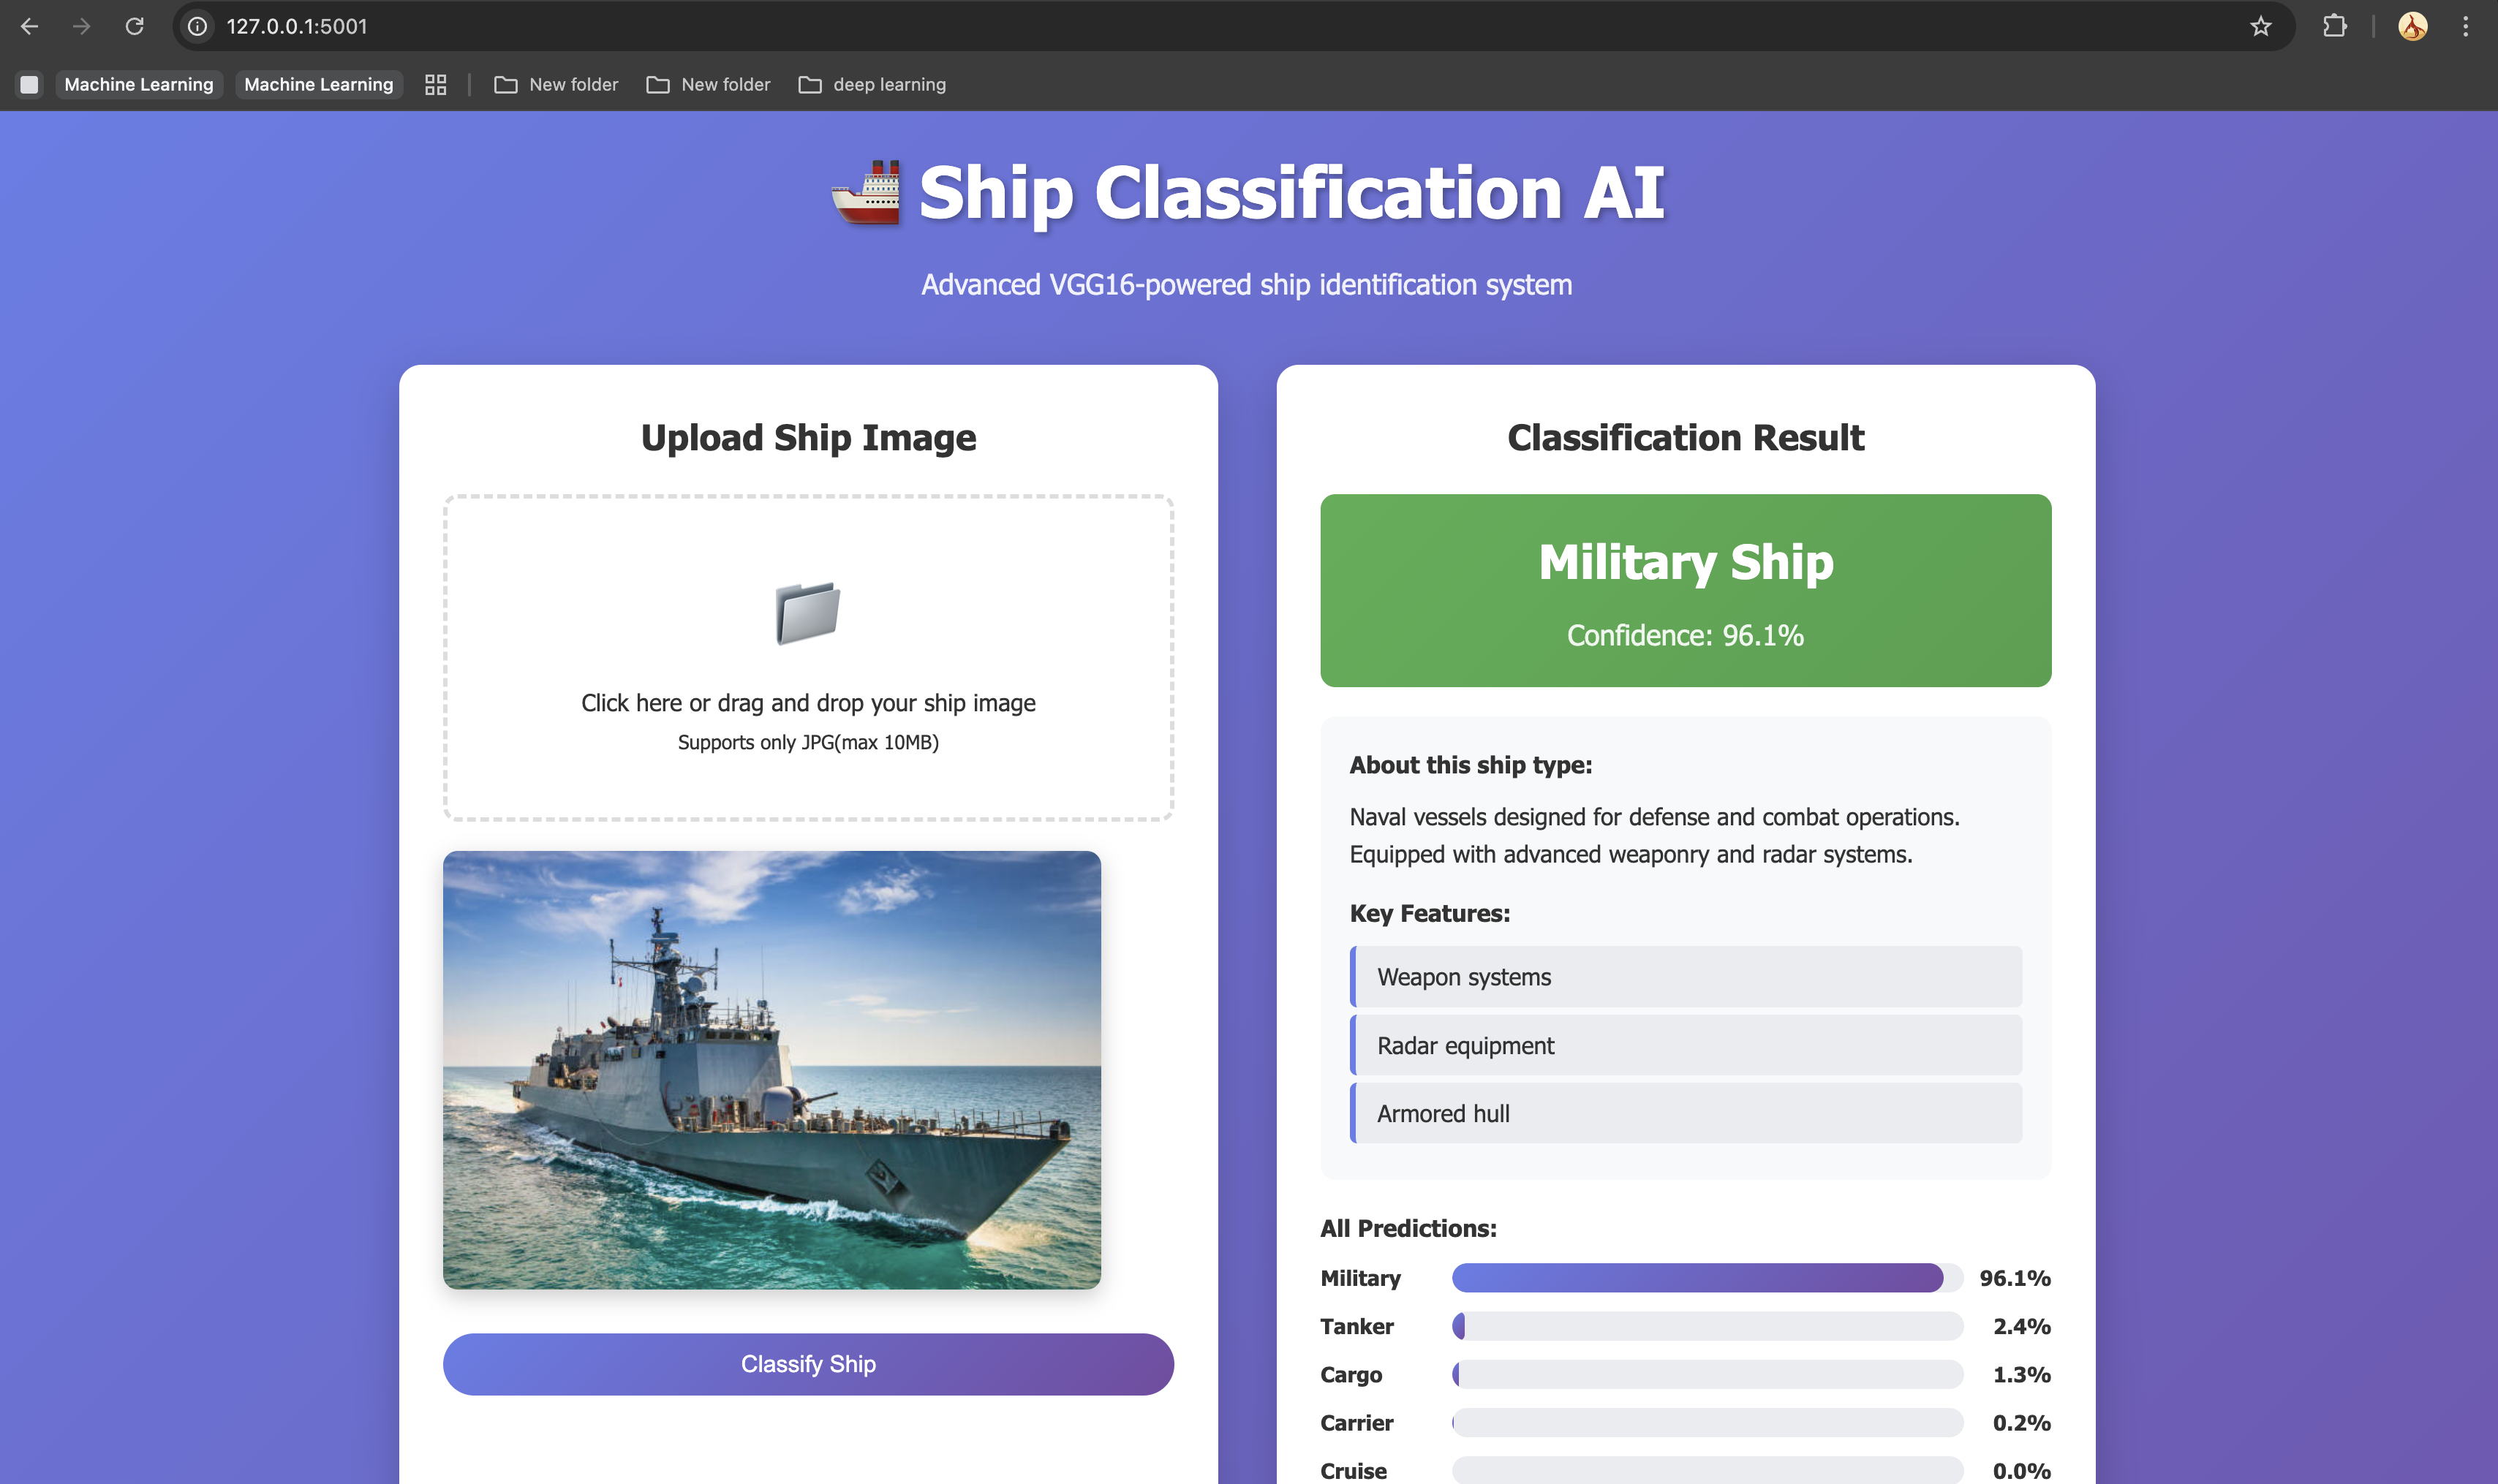 127.0.0.1:5001
Machine Learning
Machine Learning
New folder
New folder
deep learning
Ship Classification AI
Advanced VGG16-powered ship identification system
Upload Ship Image
Click here or drag and drop your ship image
Supports only JPG(max 10MB)
Classify Ship
Classification Result
Military Ship
Confidence: 96.1%
About this ship type:
Naval vessels designed for defense and combat operations.
Equipped with advanced weaponry and radar systems.
Key Features:
Weapon systems
Radar equipment
Armored hull
All Predictions:
Military 96.1%
Tanker 2.4%
Cargo 1.3%
Carrier 0.2%
Cruise 0.0%